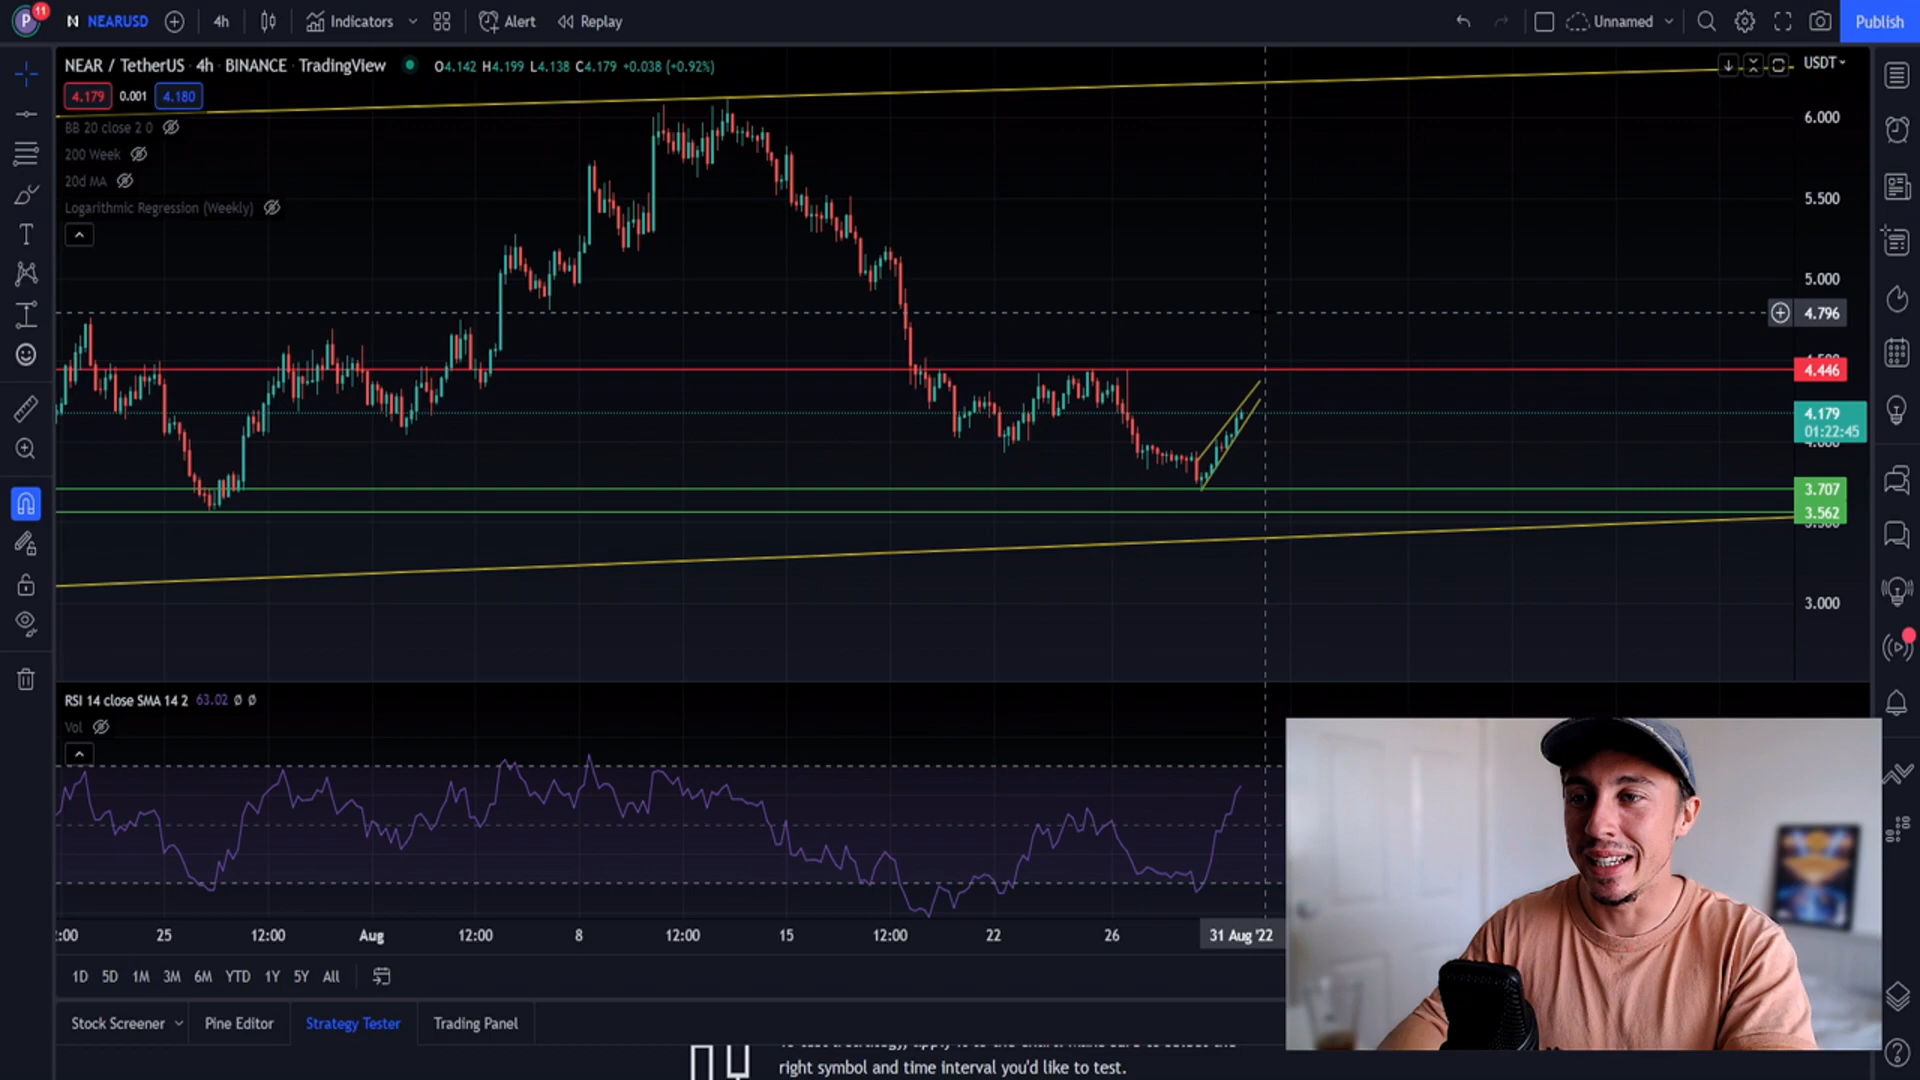 P 11 N NEARUSD 4h Indicators Alert Replay Unnamed Publish
NEAR / TetherUS · 4h · BINANCE · TradingView O4.142 H4.199 L4.138 C4.179 +0.038 (+0.92%) USDT
4.179 0.001 4.180
6.000
BB 20 close 2 0
200 Week
20d MA
5.500
Logarithmic Regression (Weekly)
5.000
4.796
4.446
4.179
01:22:45
3.707
3.562
3.000
RSI 14 close SMA 14 2 63.02 Ø Ø
Vol
:00 25 12:00 Aug 12:00 8 12:00 15 12:00 22 26 31 Aug '22
1D 5D 1M 3M 6M YTD 1Y 5Y All
Stock Screener Pine Editor Strategy Tester Trading Panel
right symbol and time interval you'd like to test.